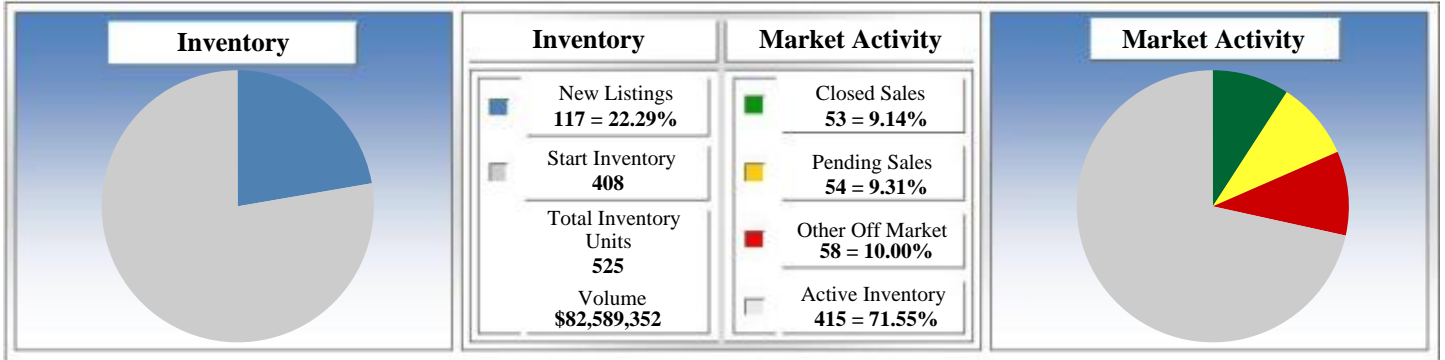 Inventory
Inventory
New Listings
117 = 22.29%
Start Inventory
408
Total Inventory
Units
525
Volume
$82,589,352
Market Activity
Closed Sales
53 = 9.14%
Pending Sales
54 = 9.31%
Other Off Market
58 = 10.00%
Active Inventory
415 = 71.55%
Market Activity